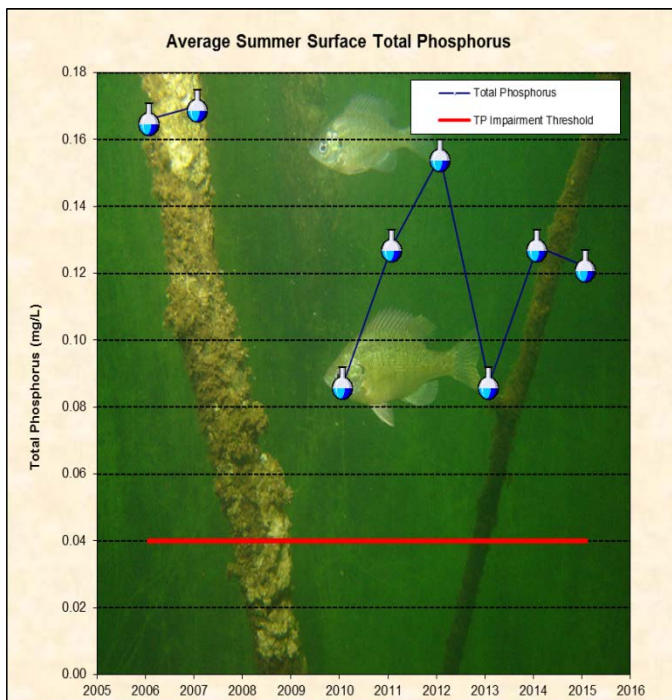 Average Summer Surface Total Phosphorus
Total Phosphorus
TP Impairment Threshold
Total Phosphorus (mg/L)
0.18
0.16
0.14
0.12
0.10
0.08
0.06
0.04
0.02
0.00
2005 2006 2007 2008 2009 2010 2011 2012 2013 2014 2015 2016